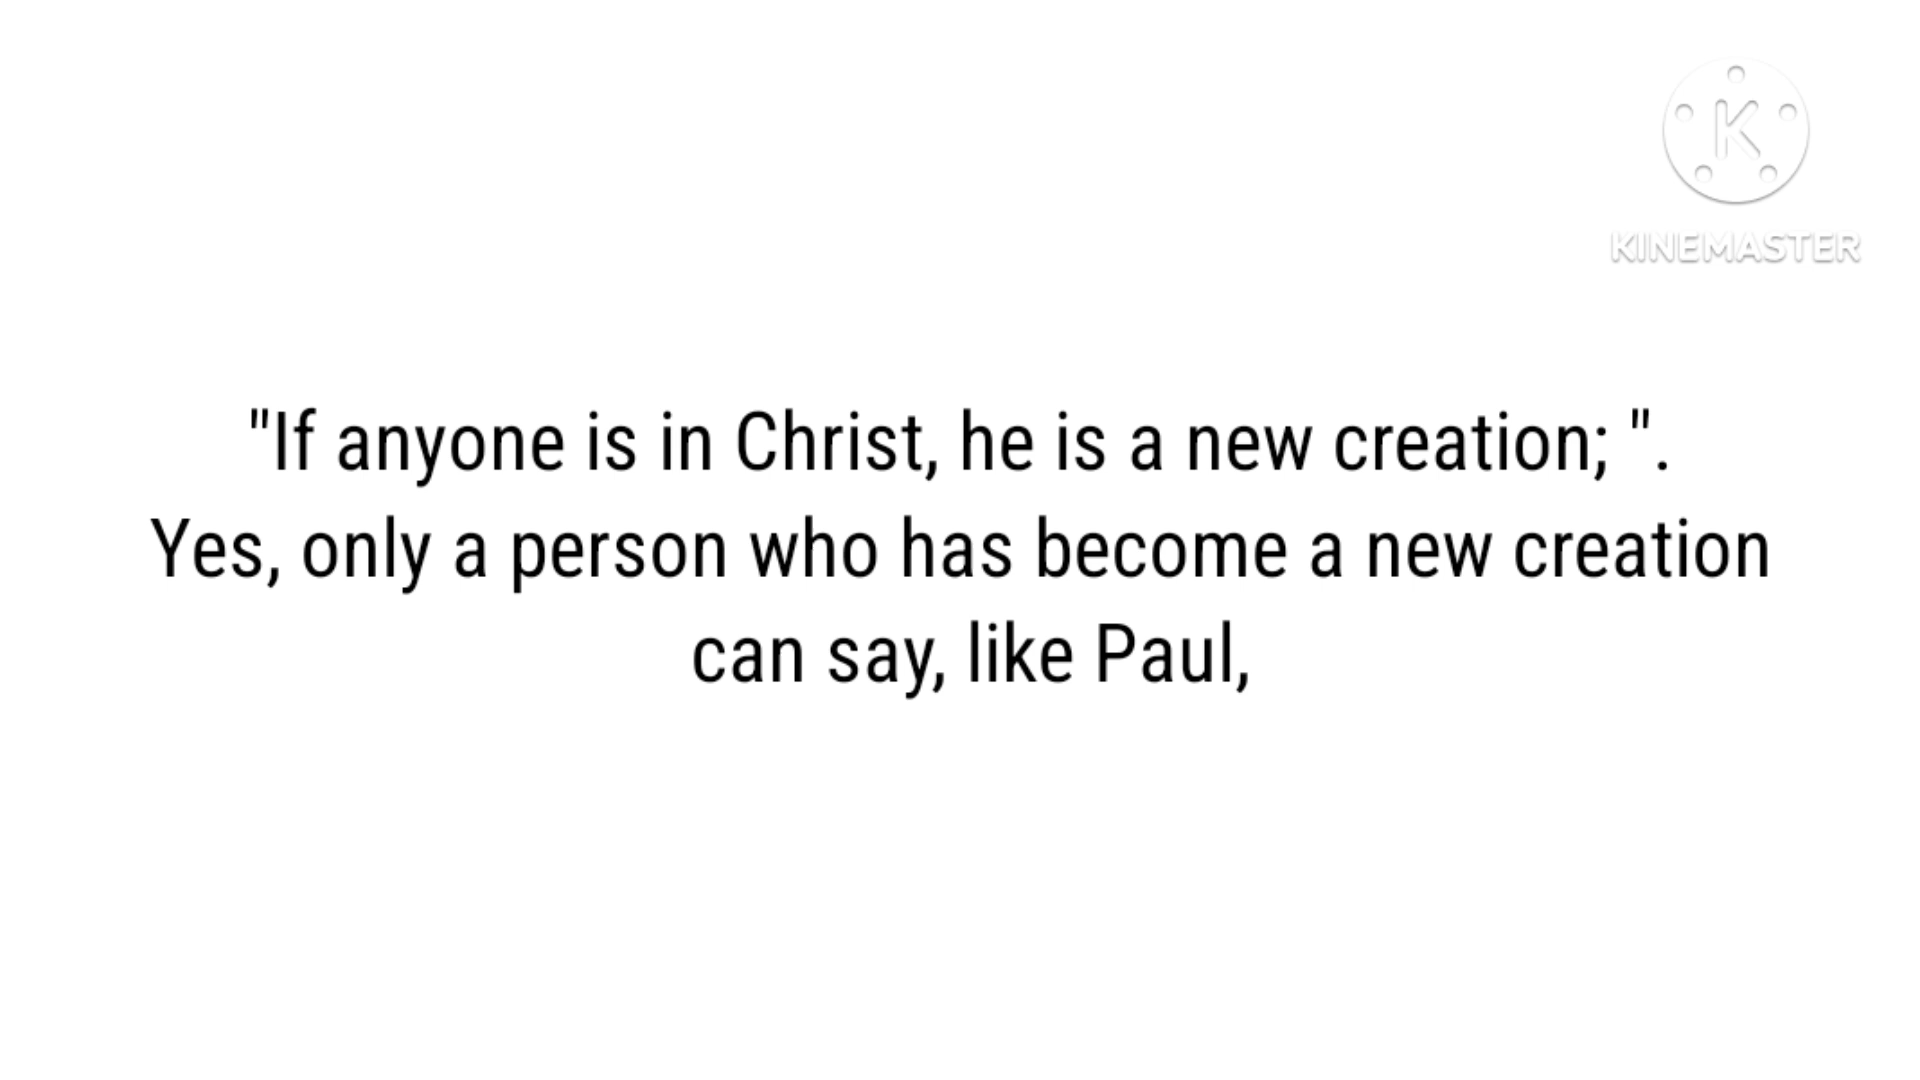 K
KINEMASTER
"If anyone is in Christ, he is a new creation; ".
Yes, only a person who has become a new creation
can say, like Paul,